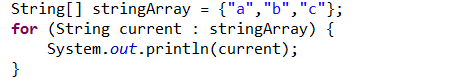 String[] stringArray = {"a","b","c"};
for (String current : stringArray) {
    System.out.println(current);
}